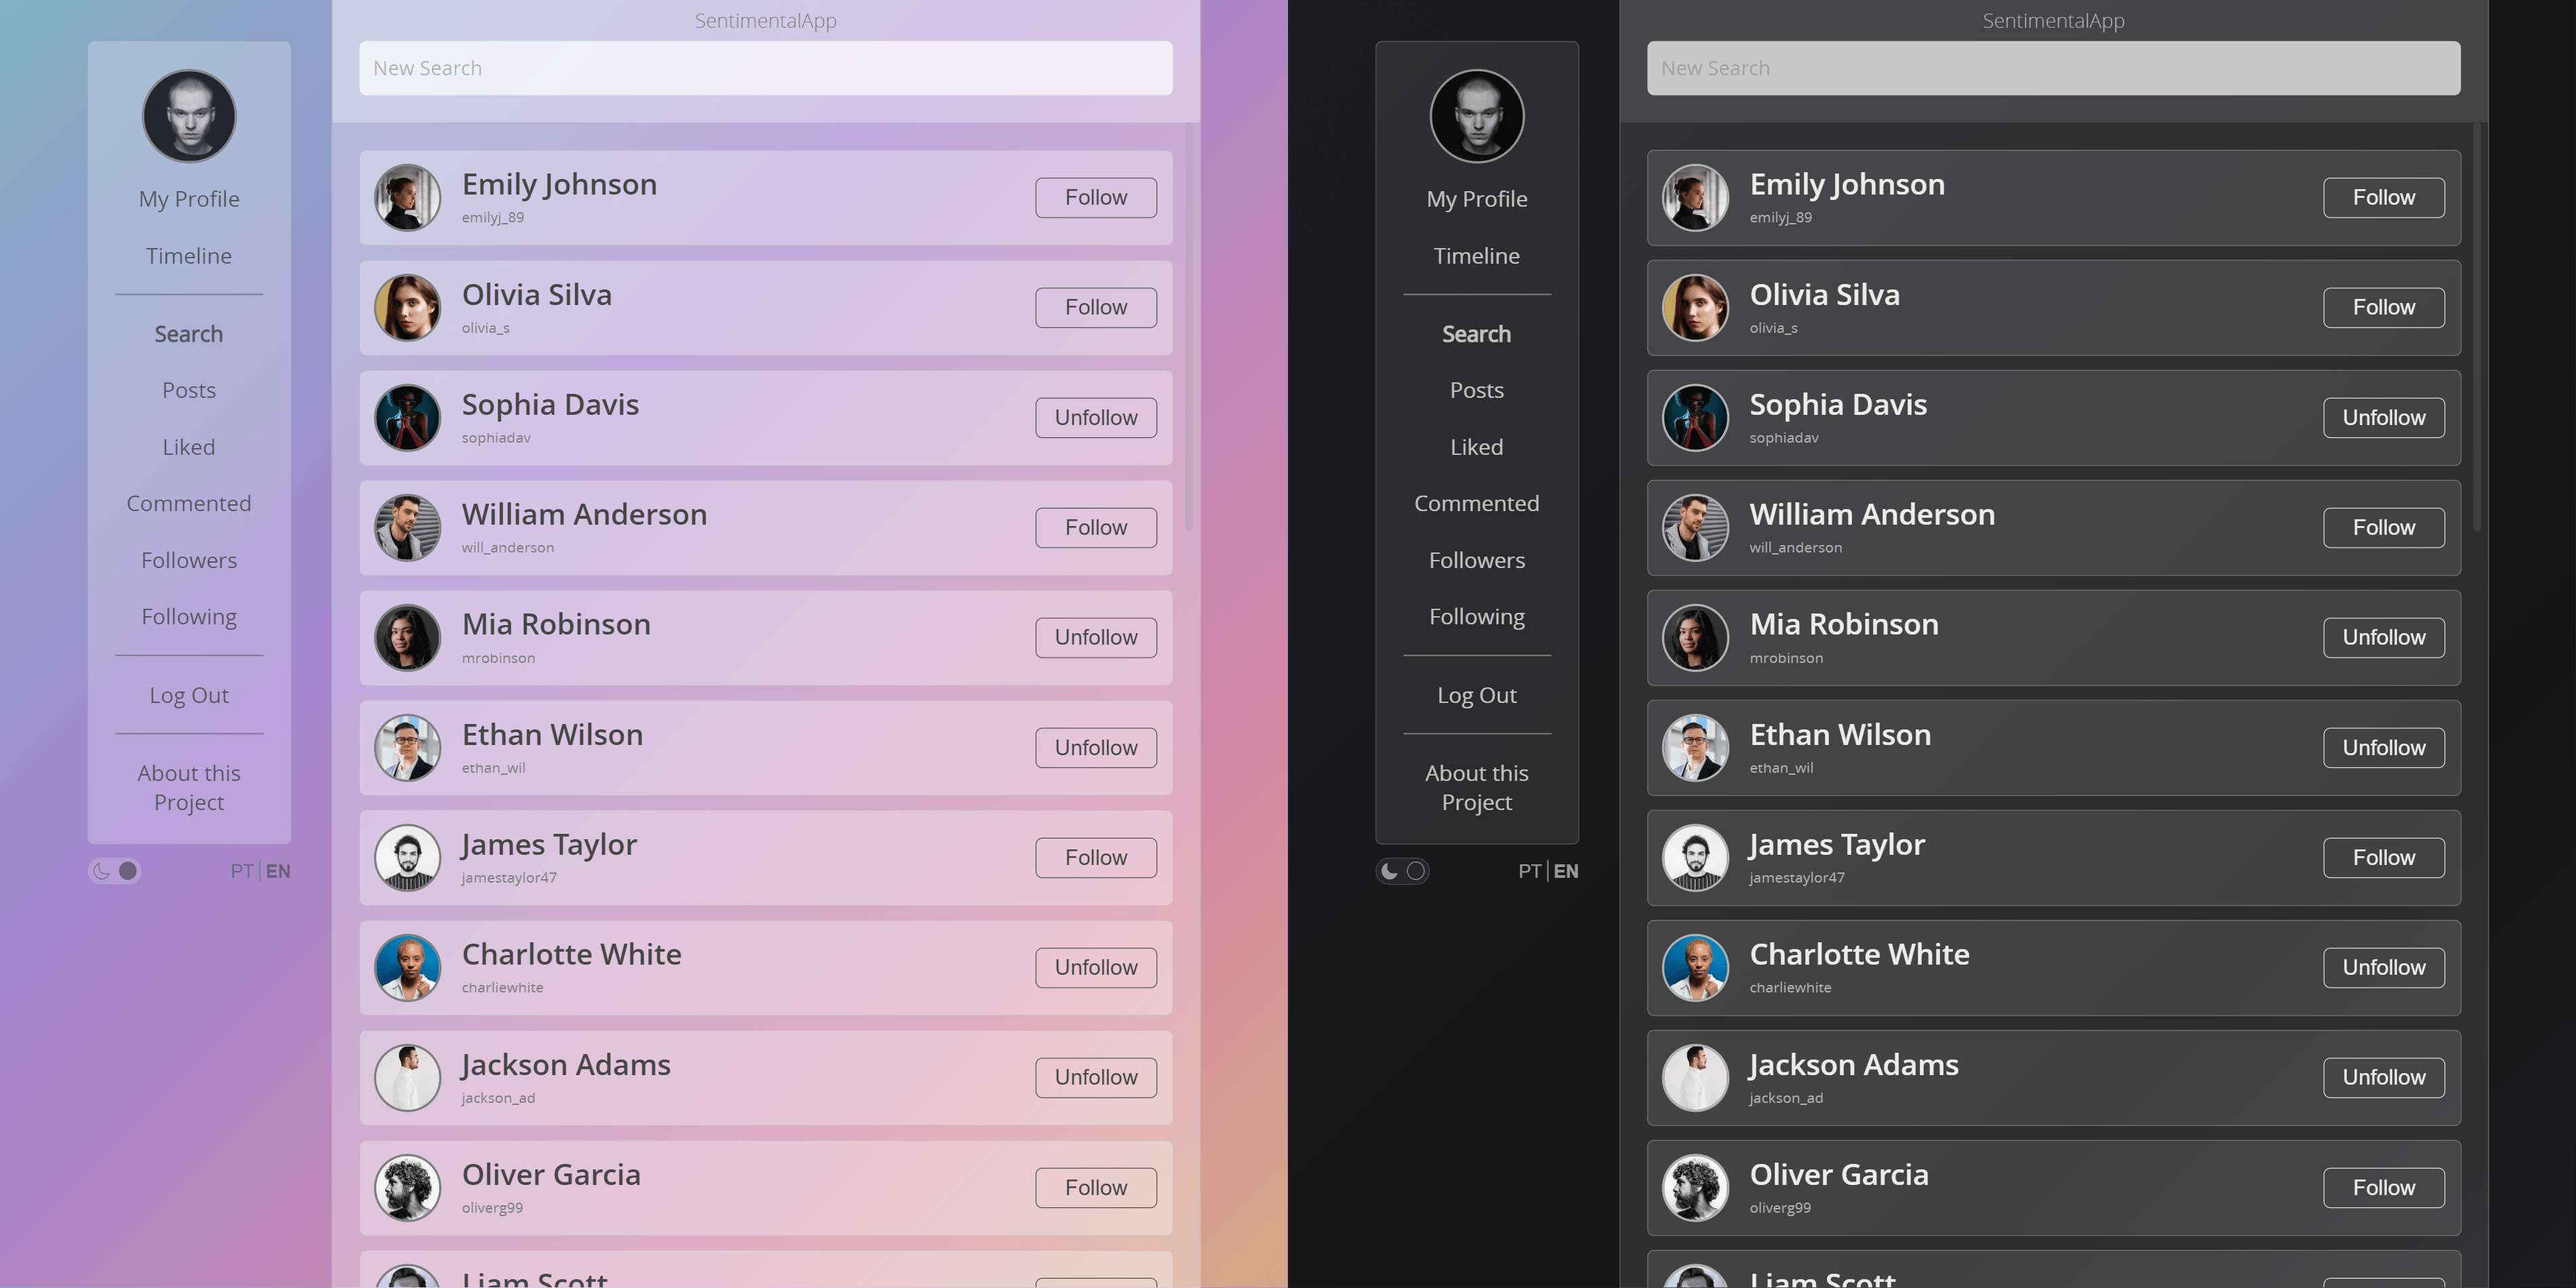 SentimentalApp
New Search
My Profile
Timeline
Search
Posts
Liked
Commented
Followers
Following
Log Out
About this
Project
PT | EN
Emily Johnson
emilyj_89
Follow
Olivia Silva
olivia_s
Follow
Sophia Davis
sophiadav
Unfollow
William Anderson
will_anderson
Follow
Mia Robinson
mrobinson
Unfollow
Ethan Wilson
ethan_wil
Unfollow
James Taylor
jamestaylor47
Follow
Charlotte White
charliewhite
Unfollow
Jackson Adams
jackson_ad
Unfollow
Oliver Garcia
oliverg99
Follow
Liam Scott
SentimentalApp
New Search
My Profile
Timeline
Search
Posts
Liked
Commented
Followers
Following
Log Out
About this
Project
PT | EN
Emily Johnson
emilyj_89
Follow
Olivia Silva
olivia_s
Follow
Sophia Davis
sophiadav
Unfollow
William Anderson
will_anderson
Follow
Mia Robinson
mrobinson
Unfollow
Ethan Wilson
ethan_wil
Unfollow
James Taylor
jamestaylor47
Follow
Charlotte White
charliewhite
Unfollow
Jackson Adams
jackson_ad
Unfollow
Oliver Garcia
oliverg99
Follow
Liam Scott